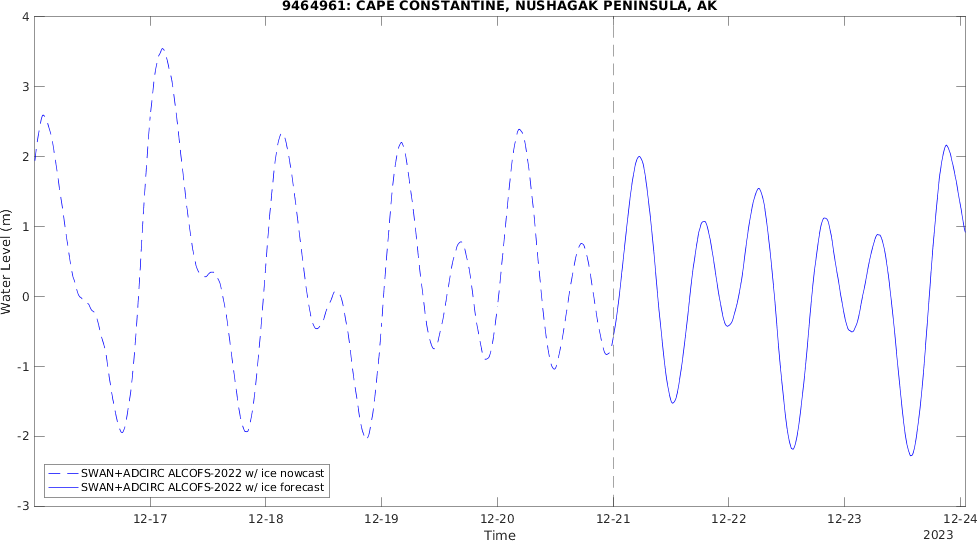 9464961: CAPE CONSTANTINE, NUSHAGAK PENINSULA, AK
4
3
2
1
0
-1
-2
-3
Water Level (m)
SWAN+ADCIRC ALCOFS-2022 w/ ice nowcast
SWAN+ADCIRC ALCOFS-2022 w/ ice forecast
12-17 12-18 12-19 12-20 12-21 12-22 12-23 12-24
Time
2023